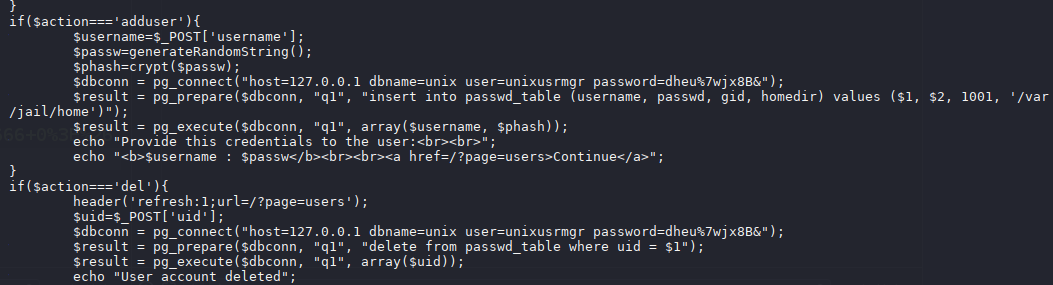 }
if($action==='adduser'){
        $username=$_POST['username'];
        $passw=generateRandomString();
        $phash=crypt($passw);
        $dbconn = pg_connect("host=127.0.0.1 dbname=unix user=unixusrmgr password=dheu%7wjx8B&");
        $result = pg_prepare($dbconn, "q1", "insert into passwd_table (username, passwd, gid, homedir) values ($1, $2, 1001, '/var
/jail/home')");
        $result = pg_execute($dbconn, "q1", array($username, $phash));
        echo "Provide this credentials to the user:<br><br>";
        echo "<b>$username : $passw</b><br><br><a href=/?page=users>Continue</a>";
}
if($action==='del'){
        header('refresh:1;url=/?page=users');
        $uid=$_POST['uid'];
        $dbconn = pg_connect("host=127.0.0.1 dbname=unix user=unixusrmgr password=dheu%7wjx8B&");
        $result = pg_prepare($dbconn, "q1", "delete from passwd_table where uid = $1");
        $result = pg_execute($dbconn, "q1", array($uid));
        echo "User account deleted";